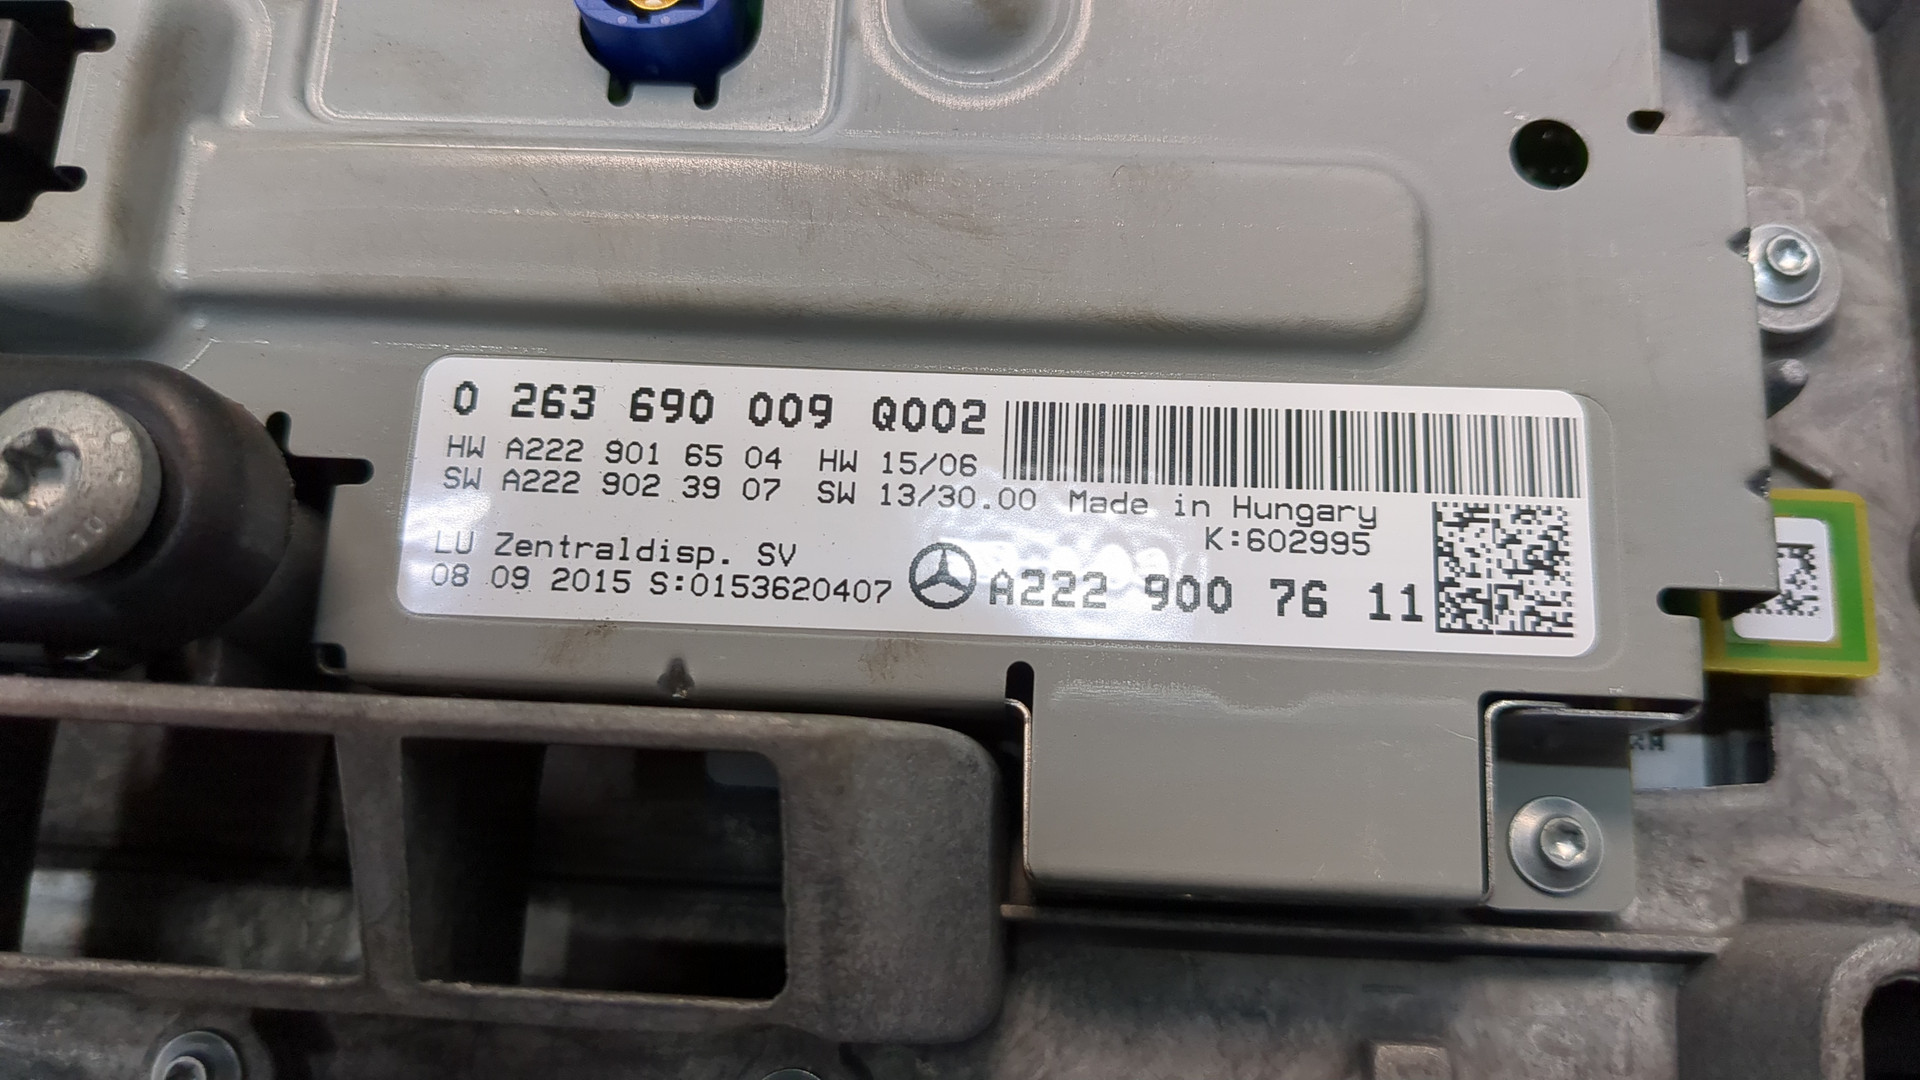 0 263 690 009 Q002
HW A222 901 65 04 HW 15/06
SW A222 902 39 07 SW 13/30.00 Made in Hungary
K:602995
LU Zentraldisp. SV
08 09 2015 S:0153620407
A222 900 76 11